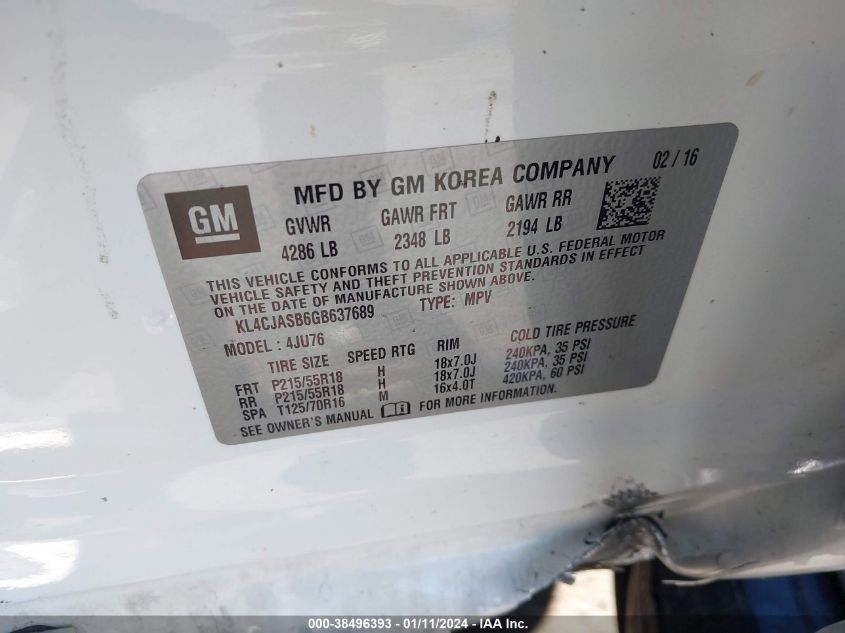 GM
MFD BY GM KOREA COMPANY 02 / 16
GVWR GAWR FRT GAWR RR
4286 LB 2348 LB 2194 LB
THIS VEHICLE CONFORMS TO ALL APPLICABLE U.S. FEDERAL MOTOR
VEHICLE SAFETY AND THEFT PREVENTION STANDARDS IN EFFECT
ON THE DATE OF MANUFACTURE SHOWN ABOVE.
KL4CJASB6GB637689 TYPE: MPV
MODEL : 4JU76
TIRE SIZE SPEED RTG RIM COLD TIRE PRESSURE
FRT P215/55R18 H 18x7.0J 240KPA, 35 PSI
RR P215/55R18 H 18x7.0J 240KPA, 35 PSI
SPA T125/70R16 M 16x4.0T 420KPA, 60 PSI
SEE OWNER'S MANUAL FOR MORE INFORMATION.
000-38496393 - 01/11/2024 - IAA Inc.